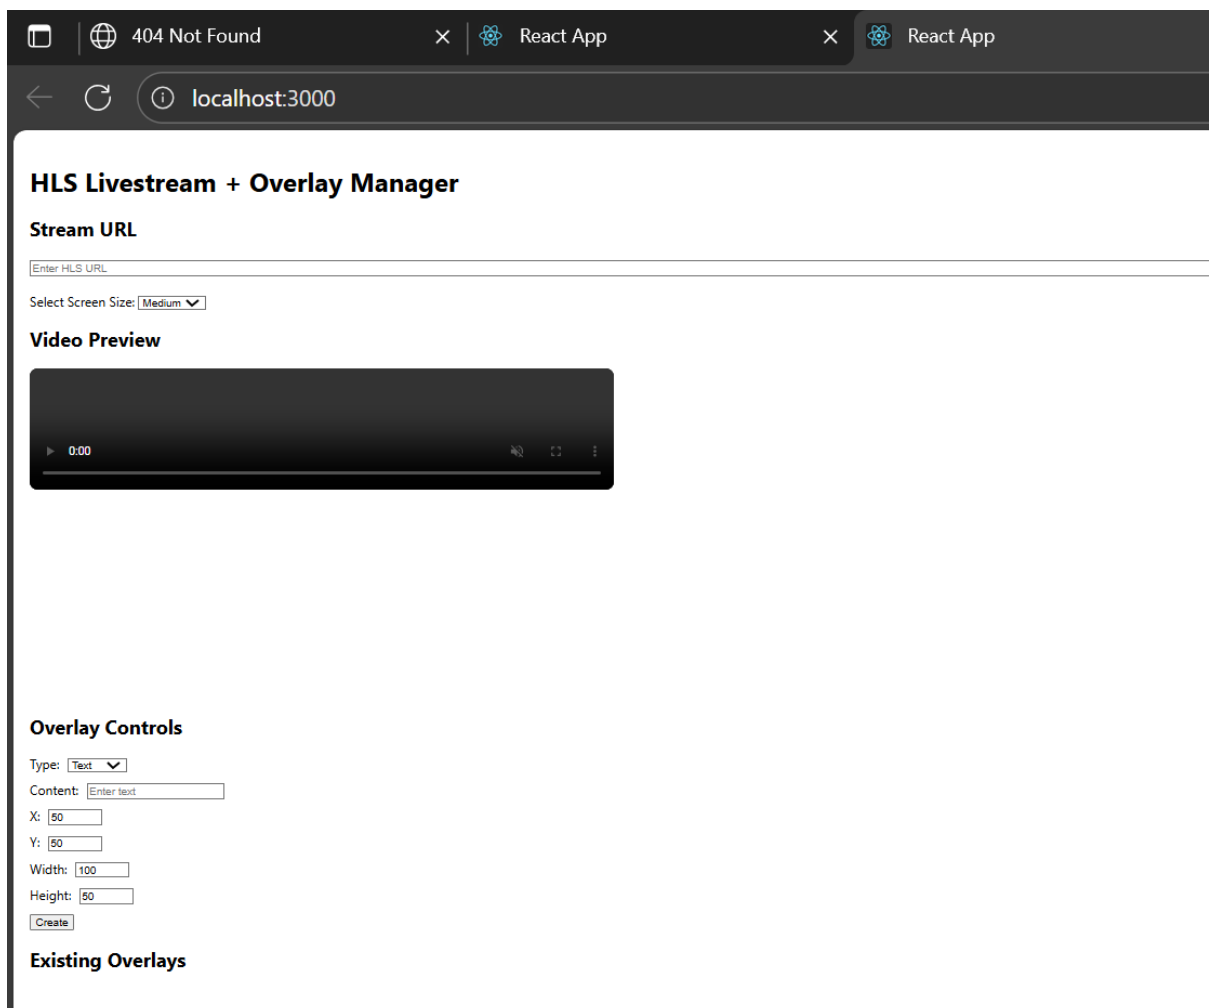 404 Not Found React App React App
localhost:3000
HLS Livestream + Overlay Manager
Stream URL
Enter HLS URL
Select Screen Size: Medium
Video Preview
0:00
Overlay Controls
Type: Text
Content: Enter text
X: 50
Y: 50
Width: 100
Height: 50
Create
Existing Overlays